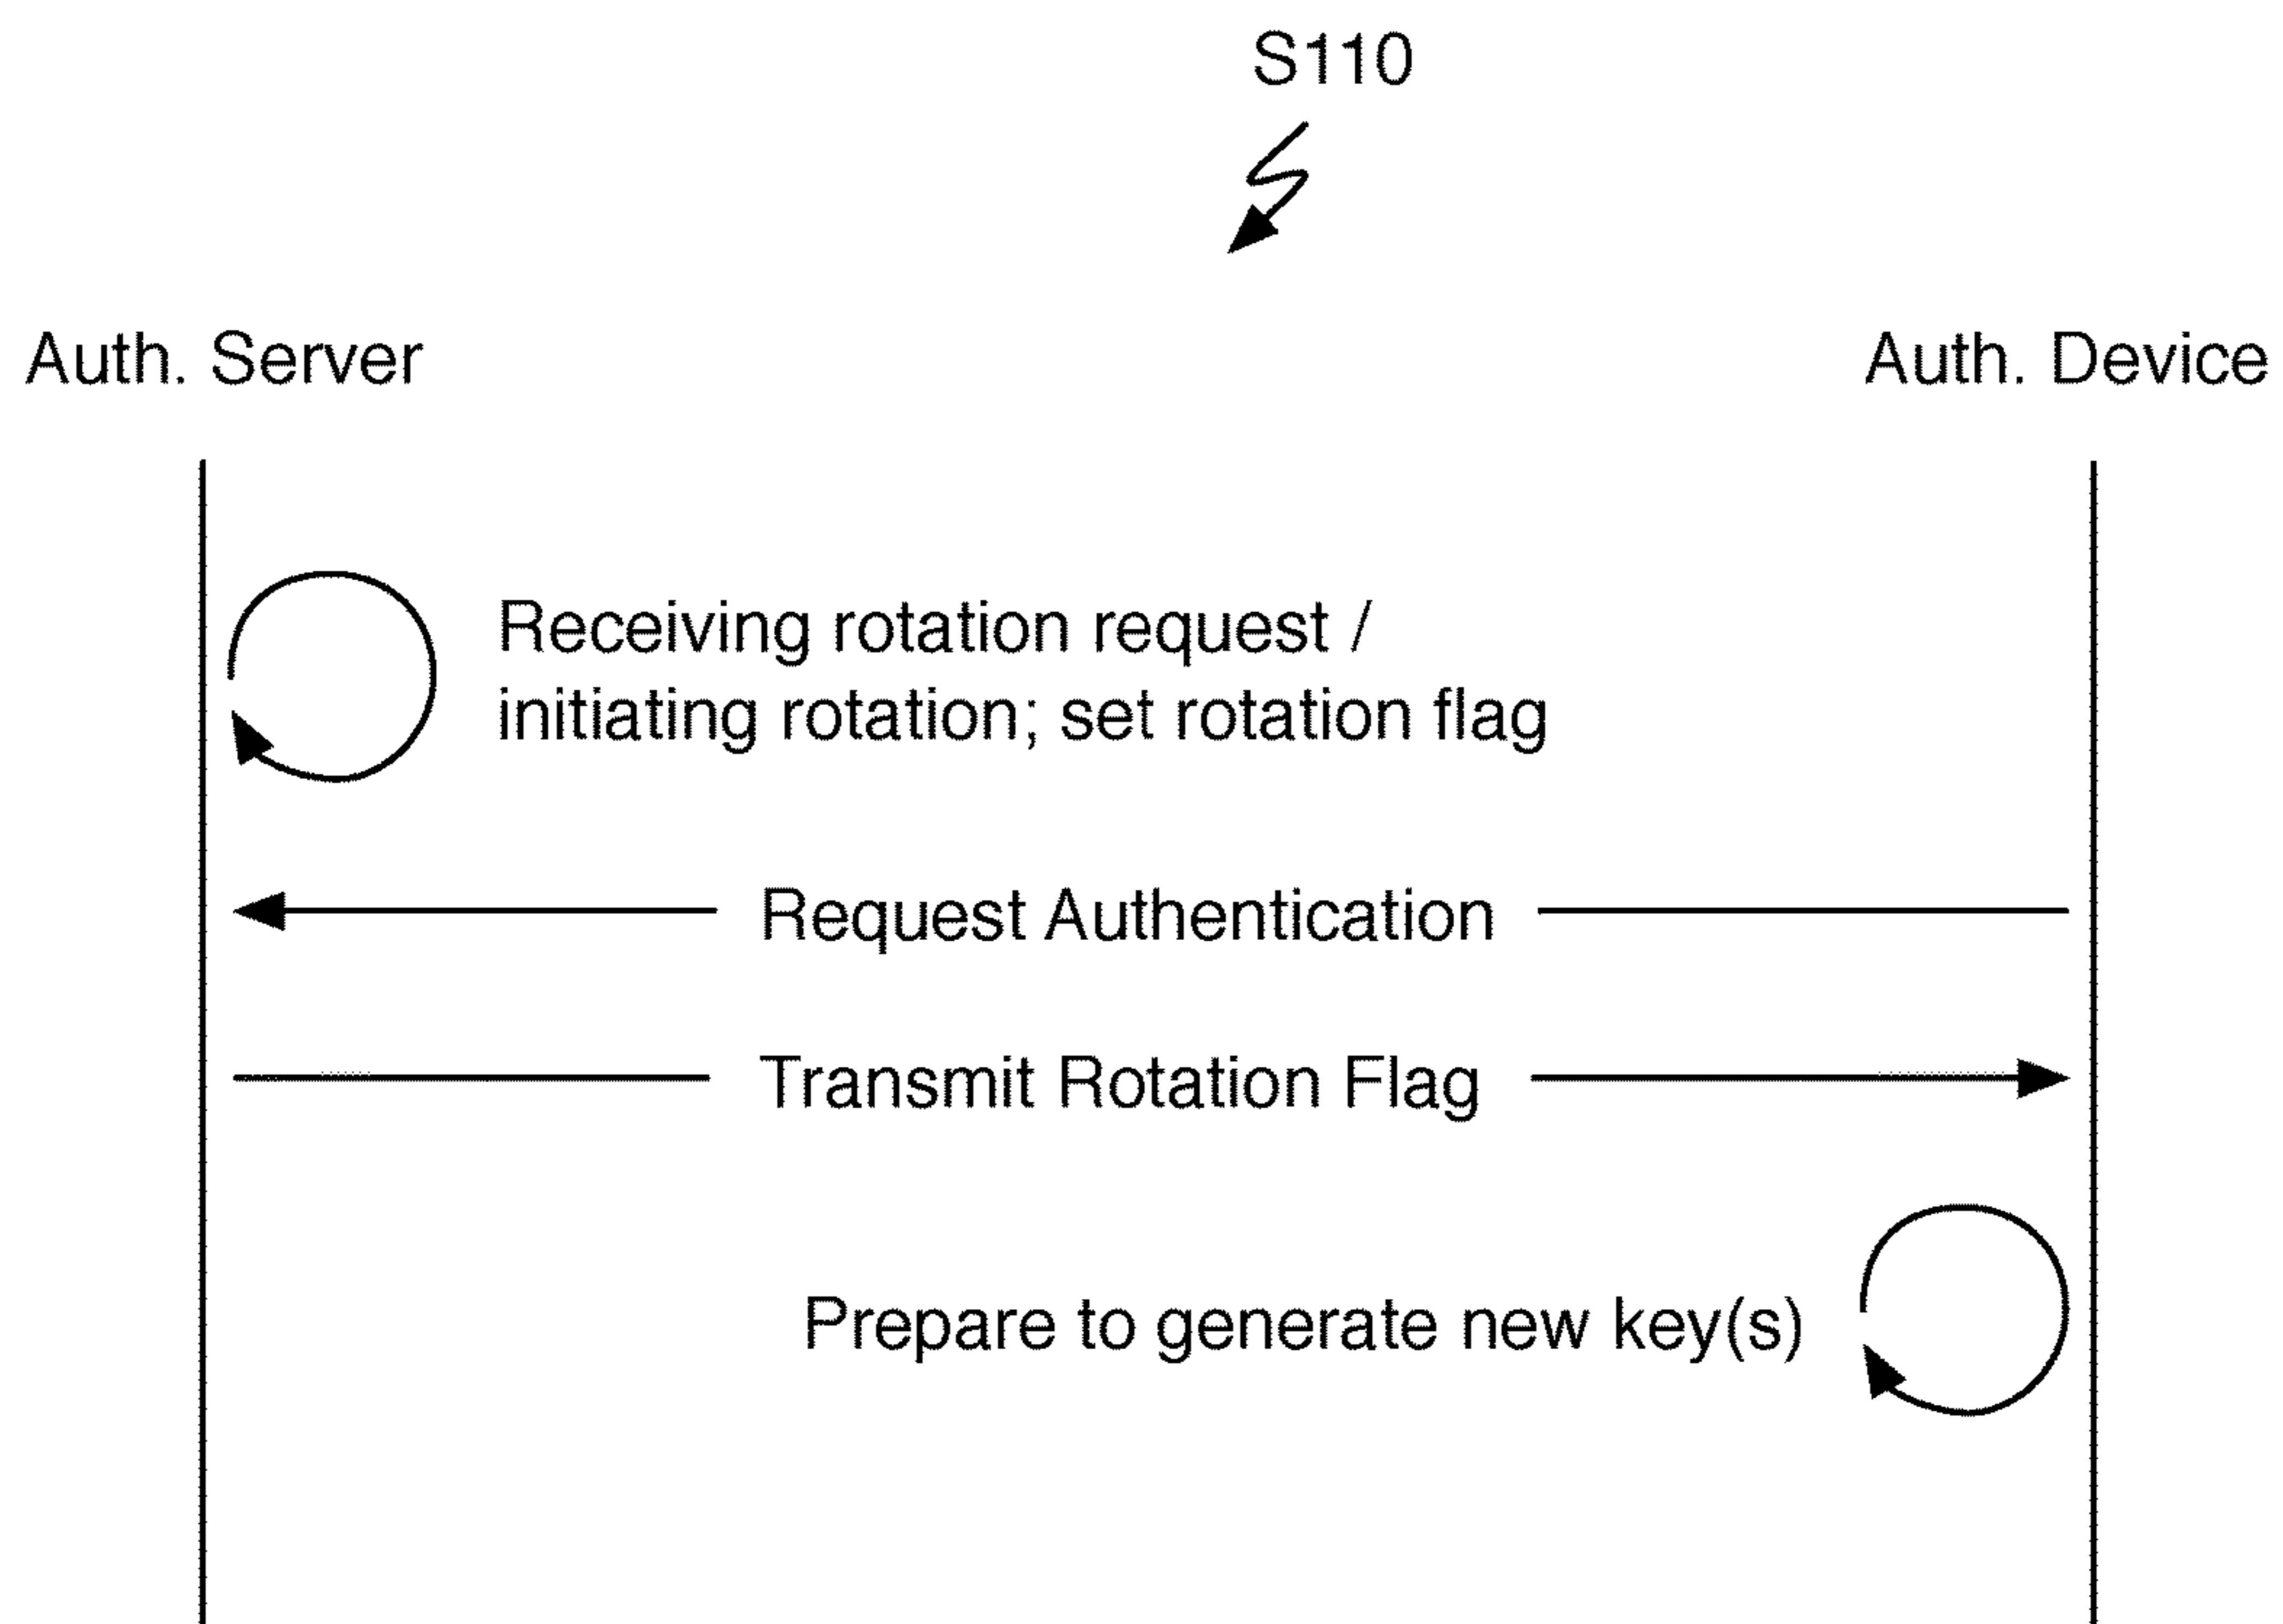 S110
Auth. Server
Auth. Device
Receiving rotation request /
initiating rotation; set rotation flag
Request Authentication
Transmit Rotation Flag
Prepare to generate new key(s)